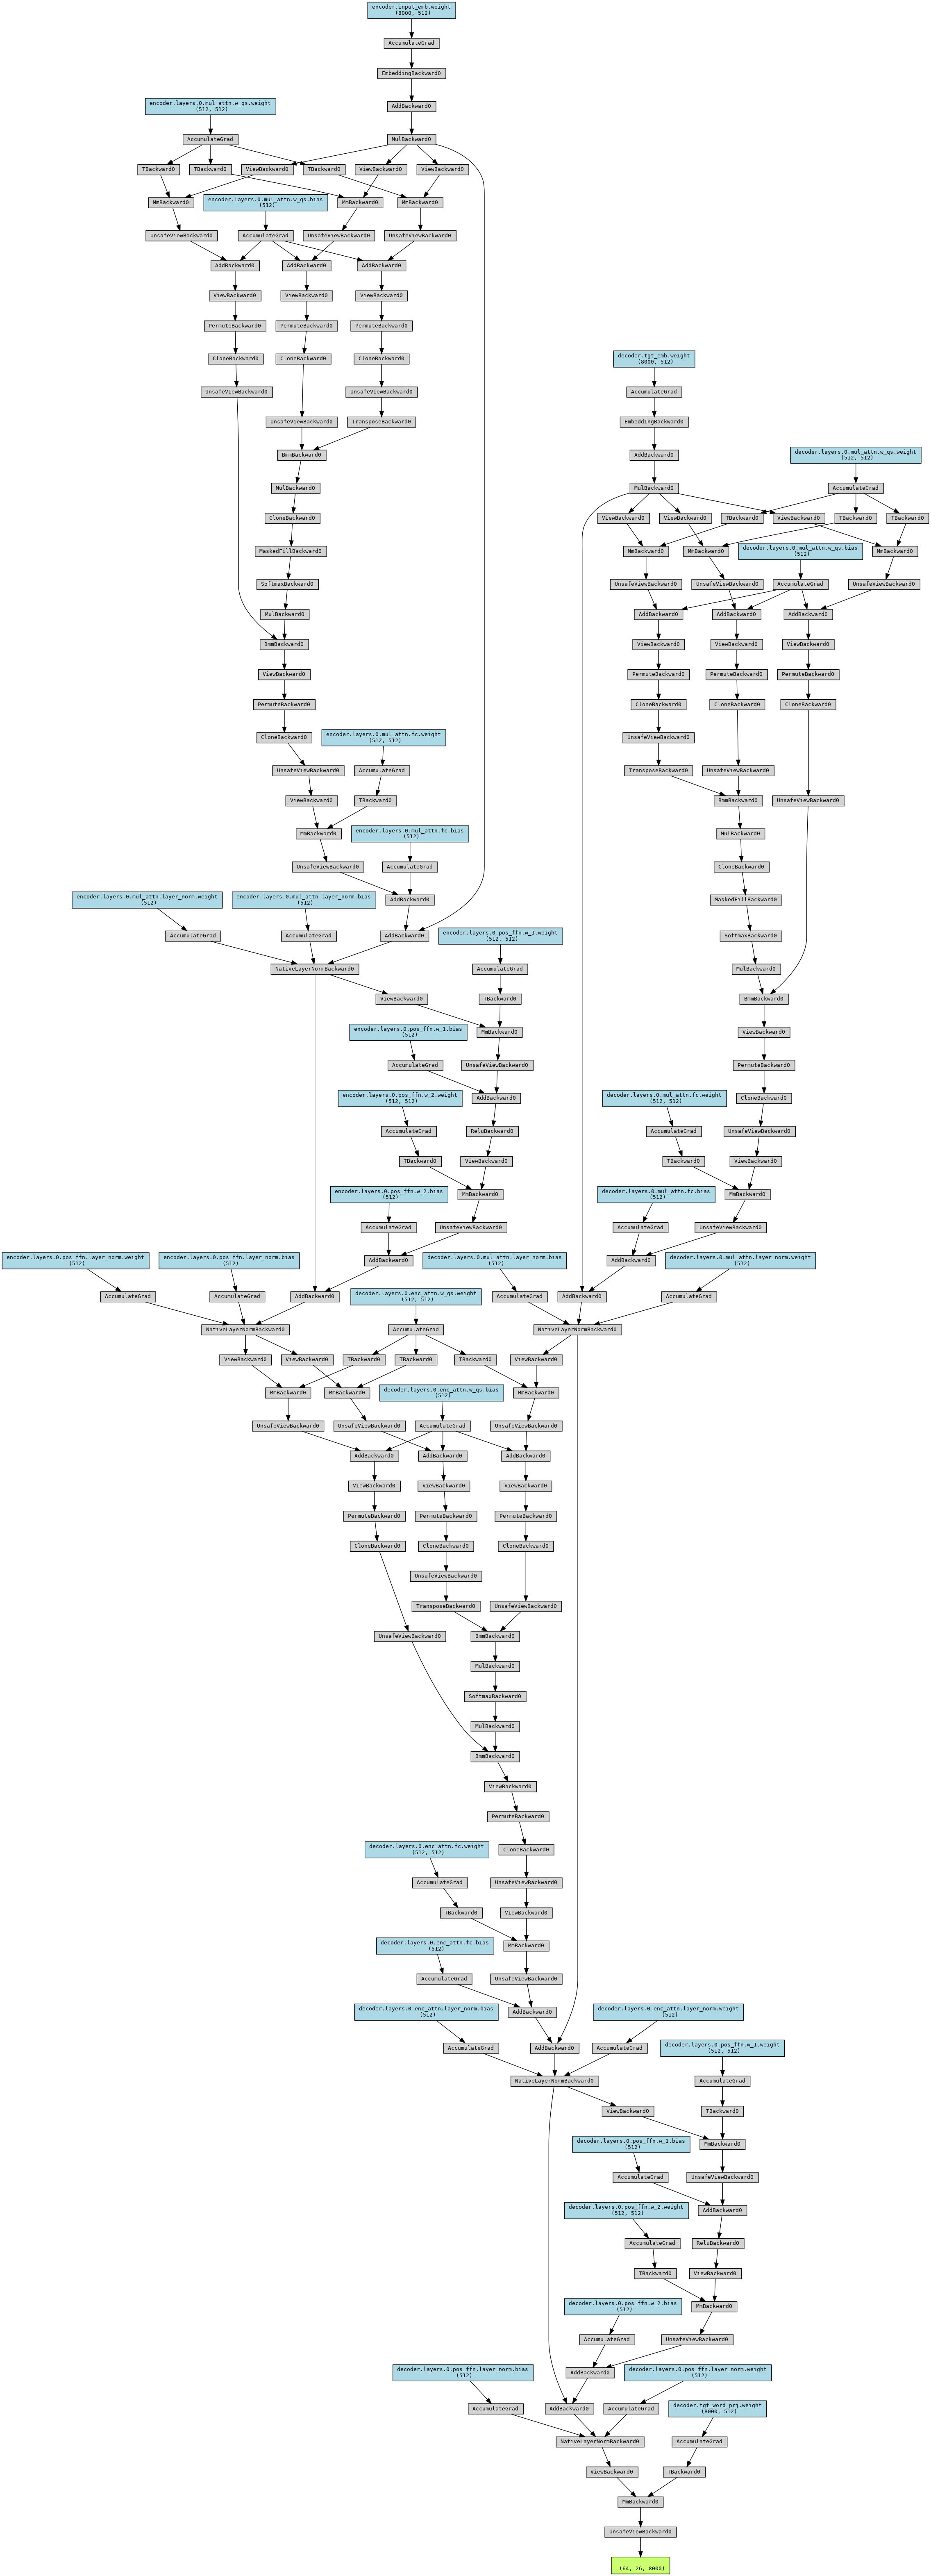 encoder.input_emb.weight
(8000, 512)
AccumulateGrad
EmbeddingBackward0
AddBackward0
encoder.layers.0.mul_attn.w_qs.weight
(512, 512)
AccumulateGrad
MulBackward0
TBackward0
TBackward0
ViewBackward0
TBackward0
ViewBackward0
ViewBackward0
MmBackward0
encoder.layers.0.mul_attn.w_qs.bias
(512)
MmBackward0
MmBackward0
UnsafeViewBackward0
AccumulateGrad
UnsafeViewBackward0
UnsafeViewBackward0
AddBackward0
AddBackward0
AddBackward0
ViewBackward0
ViewBackward0
ViewBackward0
PermuteBackward0
PermuteBackward0
PermuteBackward0
CloneBackward0
CloneBackward0
CloneBackward0
decoder.tgt_emb.weight
(8000, 512)
UnsafeViewBackward0
UnsafeViewBackward0
AccumulateGrad
UnsafeViewBackward0
TransposeBackward0
EmbeddingBackward0
BmmBackward0
AddBackward0
decoder.layers.0.mul_attn.w_qs.weight
(512, 512)
MulBackward0
MulBackward0
AccumulateGrad
CloneBackward0
ViewBackward0
ViewBackward0
TBackward0
ViewBackward0
TBackward0
TBackward0
MaskedFillBackward0
MmBackward0
MmBackward0
decoder.layers.0.mul_attn.w_qs.bias
(512)
MmBackward0
SoftmaxBackward0
UnsafeViewBackward0
UnsafeViewBackward0
AccumulateGrad
UnsafeViewBackward0
MulBackward0
AddBackward0
AddBackward0
AddBackward0
BmmBackward0
ViewBackward0
ViewBackward0
ViewBackward0
ViewBackward0
PermuteBackward0
PermuteBackward0
PermuteBackward0
PermuteBackward0
CloneBackward0
CloneBackward0
CloneBackward0
CloneBackward0
encoder.layers.0.mul_attn.fc.weight
(512, 512)
UnsafeViewBackward0
UnsafeViewBackward0
AccumulateGrad
TransposeBackward0
UnsafeViewBackward0
ViewBackward0
TBackward0
BmmBackward0
UnsafeViewBackward0
MmBackward0
encoder.layers.0.mul_attn.fc.bias
(512)
MulBackward0
UnsafeViewBackward0
AccumulateGrad
CloneBackward0
encoder.layers.0.mul_attn.layer_norm.weight
(512)
encoder.layers.0.mul_attn.layer_norm.bias
(512)
AddBackward0
MaskedFillBackward0
AccumulateGrad
AccumulateGrad
AddBackward0
encoder.layers.0.pos_ffn.w_1.weight
(512, 512)
SoftmaxBackward0
NativeLayerNormBackward0
AccumulateGrad
MulBackward0
ViewBackward0
TBackward0
BmmBackward0
encoder.layers.0.pos_ffn.w_1.bias
(512)
MmBackward0
ViewBackward0
AccumulateGrad
UnsafeViewBackward0
PermuteBackward0
encoder.layers.0.pos_ffn.w_2.weight
(512, 512)
AddBackward0
decoder.layers.0.mul_attn.fc.weight
(512, 512)
CloneBackward0
AccumulateGrad
ReluBackward0
AccumulateGrad
UnsafeViewBackward0
TBackward0
ViewBackward0
TBackward0
ViewBackward0
encoder.layers.0.pos_ffn.w_2.bias
(512)
MmBackward0
decoder.layers.0.mul_attn.fc.bias
(512)
MmBackward0
AccumulateGrad
UnsafeViewBackward0
AccumulateGrad
UnsafeViewBackward0
encoder.layers.0.pos_ffn.layer_norm.weight
(512)
encoder.layers.0.pos_ffn.layer_norm.bias
(512)
AddBackward0
decoder.layers.0.mul_attn.layer_norm.bias
(512)
AddBackward0
decoder.layers.0.mul_attn.layer_norm.weight
(512)
AccumulateGrad
AccumulateGrad
AddBackward0
decoder.layers.0.enc_attn.w_qs.weight
(512, 512)
AccumulateGrad
AddBackward0
AccumulateGrad
NativeLayerNormBackward0
AccumulateGrad
NativeLayerNormBackward0
ViewBackward0
ViewBackward0
TBackward0
TBackward0
TBackward0
ViewBackward0
MmBackward0
MmBackward0
decoder.layers.0.enc_attn.w_qs.bias
(512)
MmBackward0
UnsafeViewBackward0
UnsafeViewBackward0
AccumulateGrad
UnsafeViewBackward0
AddBackward0
AddBackward0
AddBackward0
ViewBackward0
ViewBackward0
ViewBackward0
PermuteBackward0
PermuteBackward0
PermuteBackward0
CloneBackward0
CloneBackward0
CloneBackward0
UnsafeViewBackward0
TransposeBackward0
UnsafeViewBackward0
UnsafeViewBackward0
BmmBackward0
MulBackward0
SoftmaxBackward0
MulBackward0
BmmBackward0
ViewBackward0
PermuteBackward0
decoder.layers.0.enc_attn.fc.weight
(512, 512)
CloneBackward0
AccumulateGrad
UnsafeViewBackward0
TBackward0
ViewBackward0
decoder.layers.0.enc_attn.fc.bias
(512)
MmBackward0
AccumulateGrad
UnsafeViewBackward0
decoder.layers.0.enc_attn.layer_norm.bias
(512)
AddBackward0
decoder.layers.0.enc_attn.layer_norm.weight
(512)
AccumulateGrad
AddBackward0
AccumulateGrad
decoder.layers.0.pos_ffn.w_1.weight
(512, 512)
NativeLayerNormBackward0
AccumulateGrad
ViewBackward0
TBackward0
decoder.layers.0.pos_ffn.w_1.bias
(512)
MmBackward0
AccumulateGrad
UnsafeViewBackward0
decoder.layers.0.pos_ffn.w_2.weight
(512, 512)
AddBackward0
AccumulateGrad
ReluBackward0
TBackward0
ViewBackward0
decoder.layers.0.pos_ffn.w_2.bias
(512)
MmBackward0
AccumulateGrad
UnsafeViewBackward0
decoder.layers.0.pos_ffn.layer_norm.bias
(512)
AddBackward0
decoder.layers.0.pos_ffn.layer_norm.weight
(512)
AccumulateGrad
AddBackward0
AccumulateGrad
decoder.tgt_word_prj.weight
(8000, 512)
NativeLayerNormBackward0
AccumulateGrad
ViewBackward0
TBackward0
MmBackward0
UnsafeViewBackward0
(64, 26, 8000)